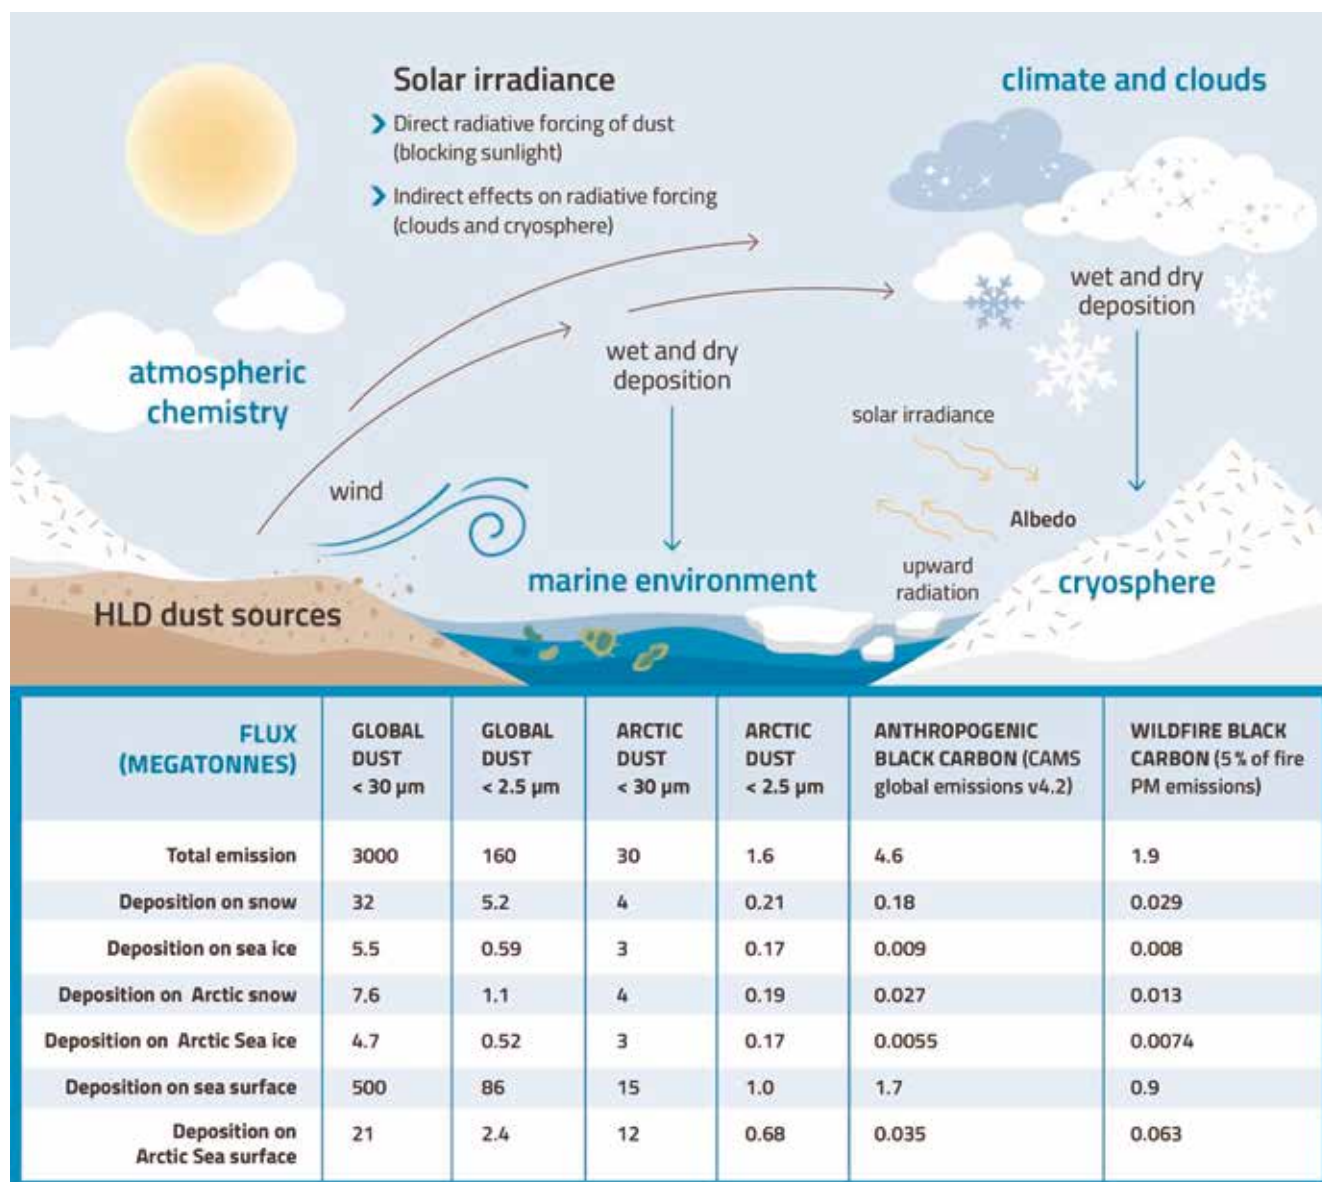 Solar irradiance
Direct radiative forcing of dust
(blocking sunlight)
Indirect effects on radiative forcing
(clouds and cryosphere)
climate and clouds
wet and dry
deposition
wet and dry
deposition
atmospheric
chemistry
solar irradiance
wind
Albedo
upward
radiation
marine environment
cryosphere
HLD dust sources
FLUX
(MEGATONNES)
GLOBAL
DUST
< 30 µm
GLOBAL
DUST
< 2.5 µm
ARCTIC
DUST
< 30 µm
ARCTIC
DUST
< 2.5 µm
ANTHROPOGENIC
BLACK CARBON (CAMS
global emissions v4.2)
WILDFIRE BLACK
CARBON (5 % of fire
PM emissions)
Total emission 3000 160 30 1.6 4.6 1.9
Deposition on snow 32 5.2 4 0.21 0.18 0.029
Deposition on sea ice 5.5 0.59 3 0.17 0.009 0.008
Deposition on Arctic snow 7.6 1.1 4 0.19 0.027 0.013
Deposition on Arctic Sea ice 4.7 0.52 3 0.17 0.0055 0.0074
Deposition on sea surface 500 86 15 1.0 1.7 0.9
Deposition on
Arctic Sea surface 21 2.4 12 0.68 0.035 0.063